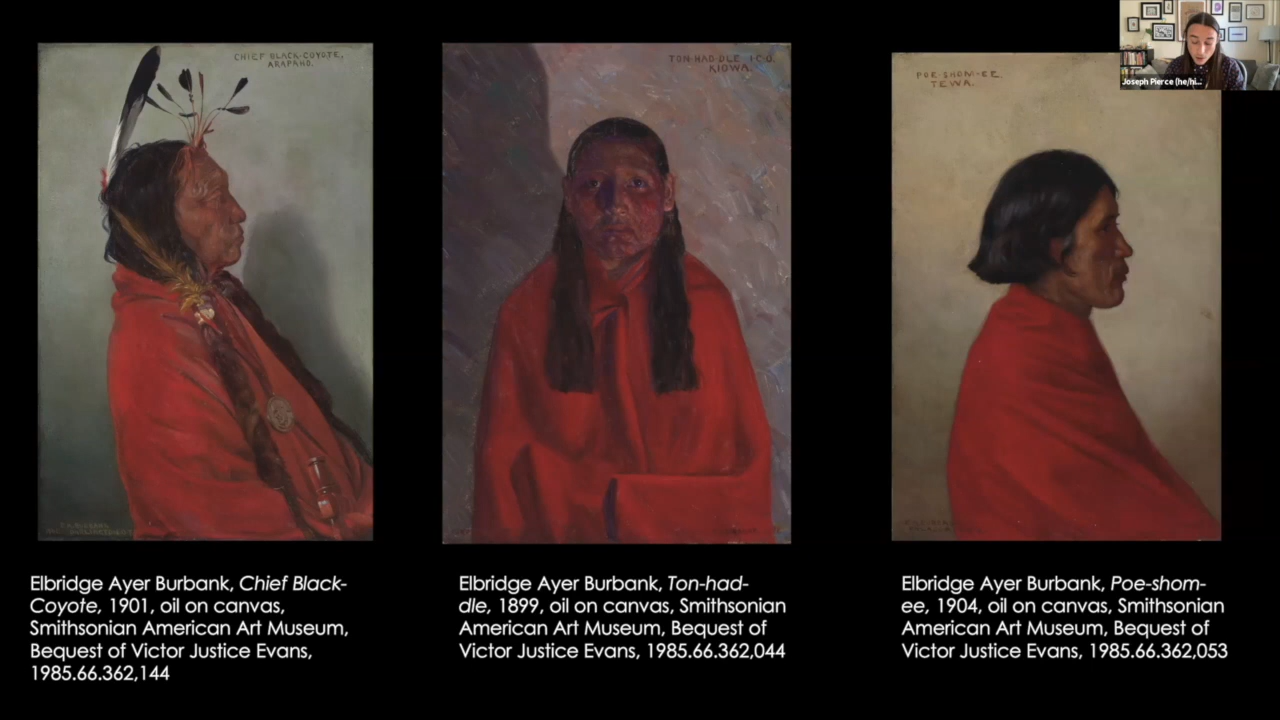 CHIEF BLACK-COYOTE,
ARAPAHO.
TON-HAD-DLE
KIOWA.
POE-SHOM-EE
TEWA.
Joseph Pierce (he/hi...
Elbridge Ayer Burbank, Chief Black-
Coyote, 1901, oil on canvas,
Smithsonian American Art Museum,
Bequest of Victor Justice Evans,
1985.66.362,144
Elbridge Ayer Burbank, Ton-had-
dle, 1899, oil on canvas, Smithsonian
American Art Museum, Bequest of
Victor Justice Evans, 1985.66.362,044
Elbridge Ayer Burbank, Poe-shom-
ee, 1904, oil on canvas, Smithsonian
American Art Museum, Bequest of
Victor Justice Evans, 1985.66.362,053